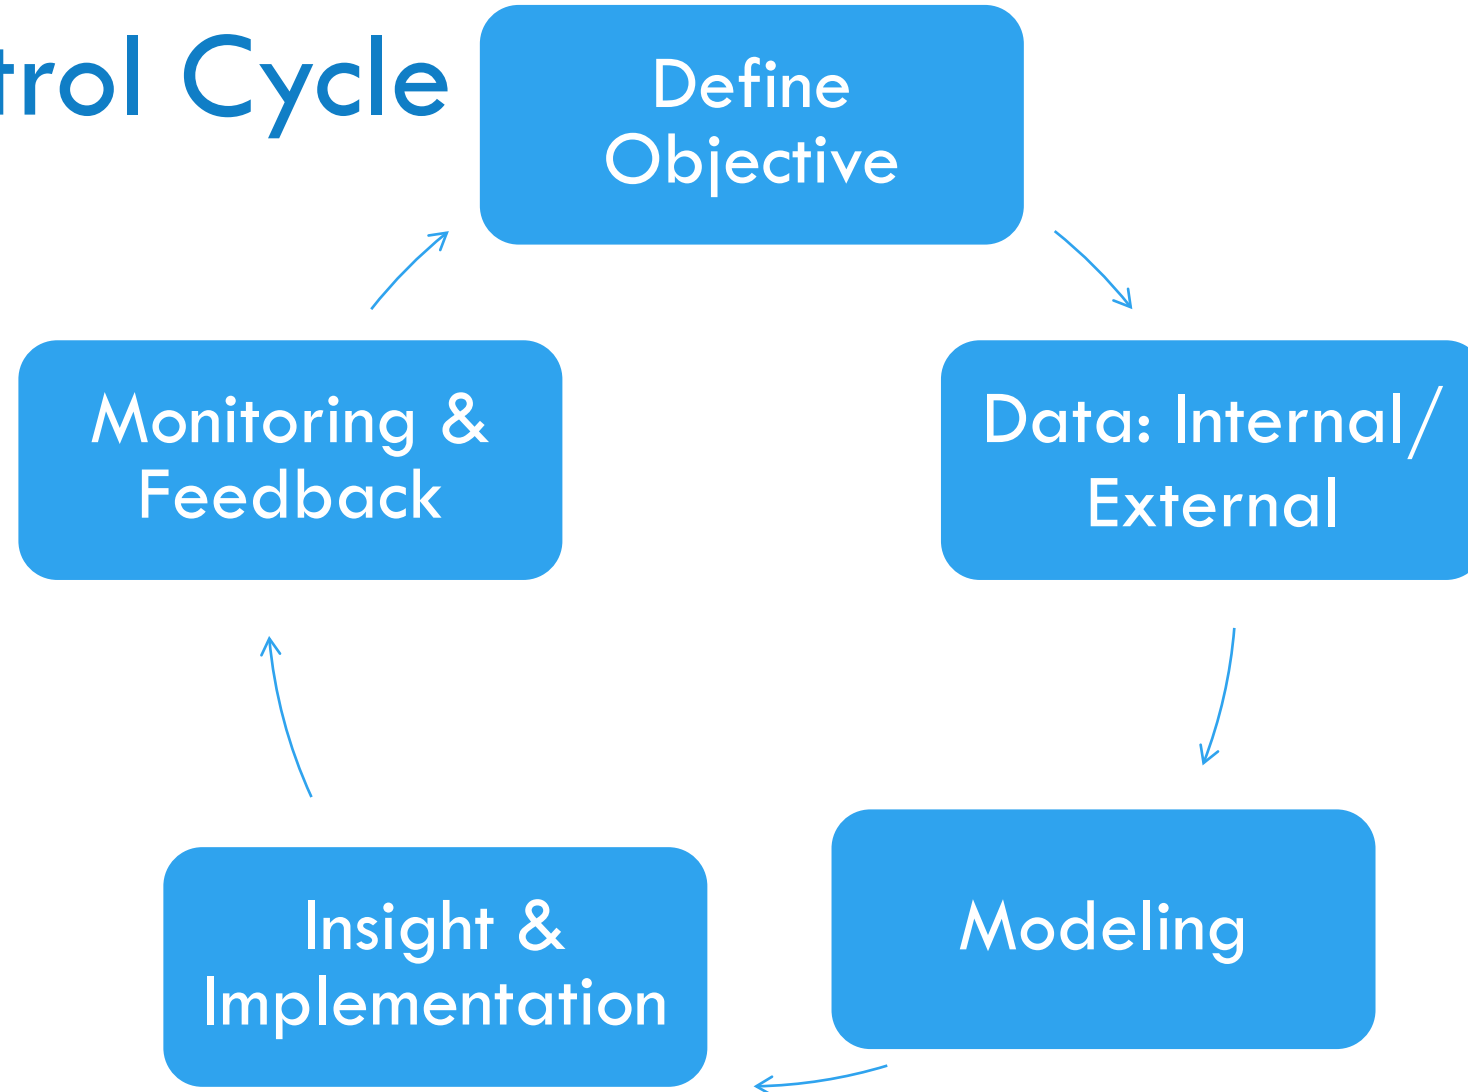 trol Cycle
Define
Objective
Monitoring &
Feedback
Data: Internal/
External
Insight &
Implementation
Modeling